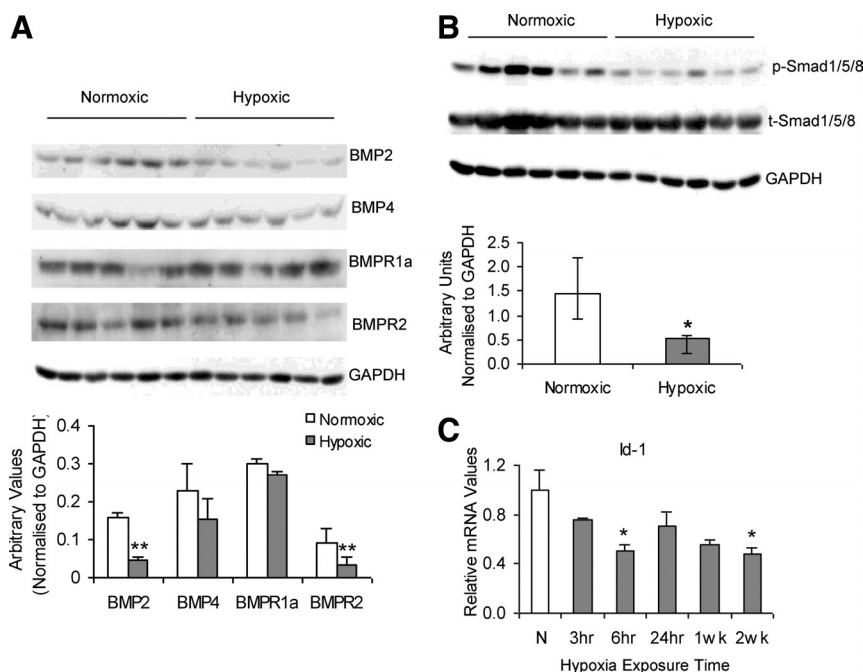 A
Normoxic Hypoxic
BMP2
BMP4
BMPR1a
BMPR2
GAPDH
Normoxic
Hypoxic
Arbitrary Values
(Normalised to GAPDH)
0.4
0.3
0.2
0.1
0
** **
BMP2 BMP4 BMPR1a BMPR2
B
Normoxic Hypoxic
p-Smad1/5/8
t-Smad1/5/8
GAPDH
Arbitrary Units
Normalised to GAPDH
2.5
2.0
1.5
1.0
0.5
0.0
*
Normoxic Hypoxic
C
Id-1
Relative mRNA Values
1.2
0.8
0.4
0.0
* *
N 3hr 6hr 24hr 1wk 2wk
Hypoxia Exposure Time